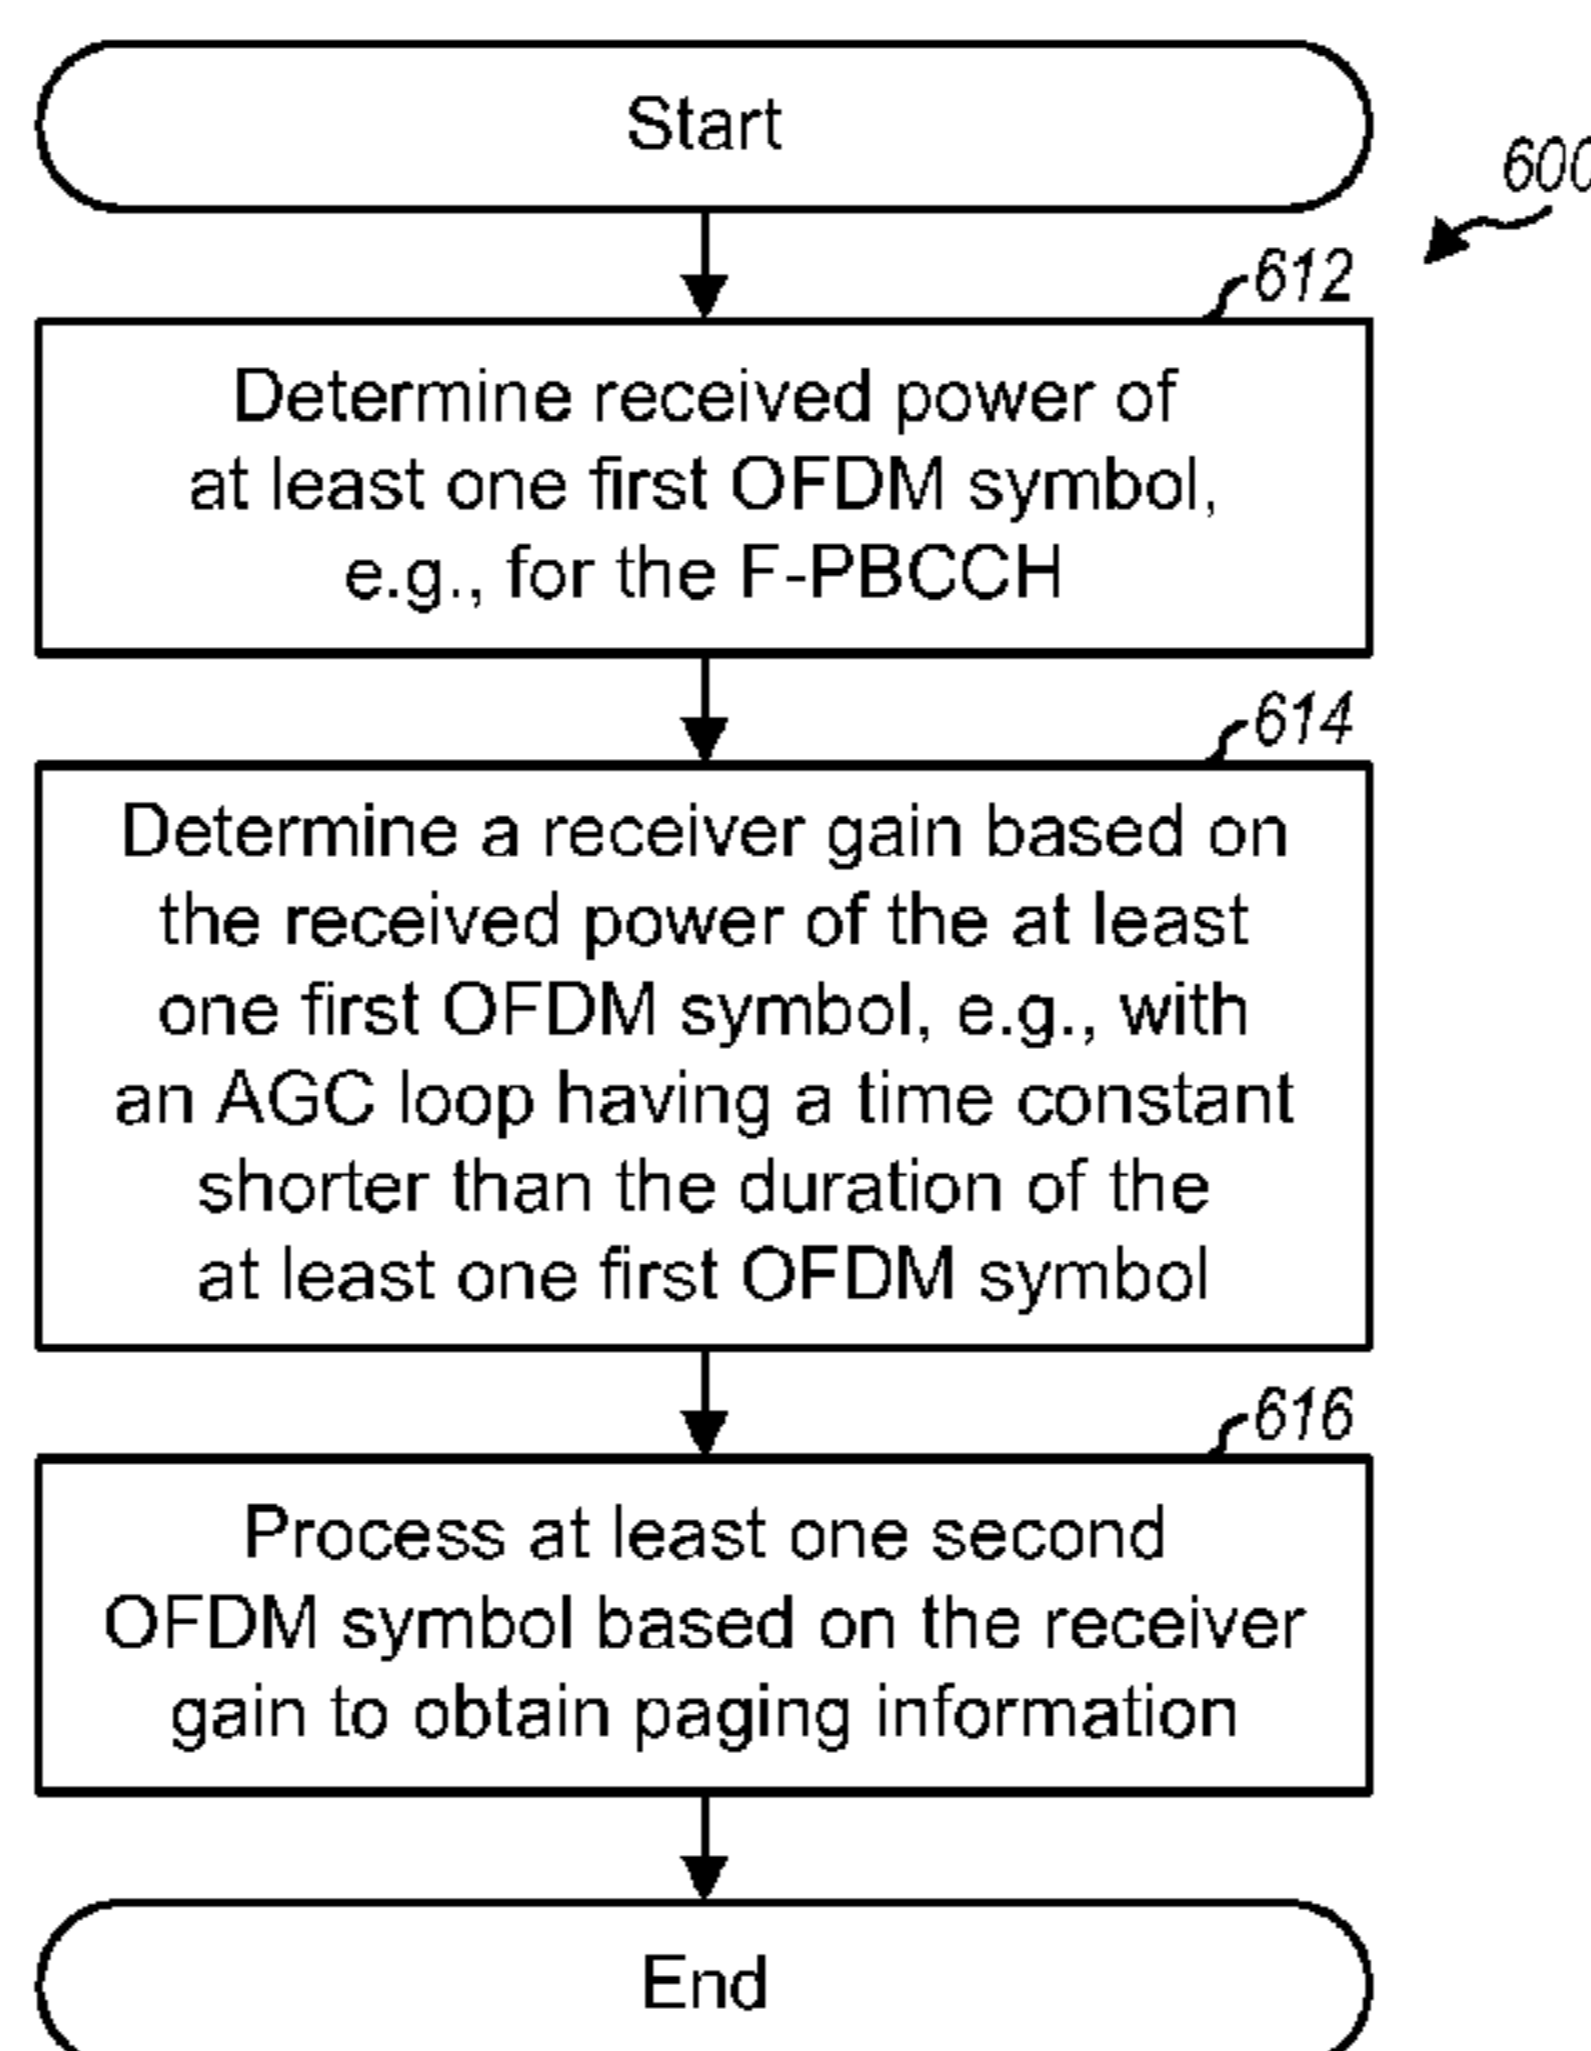 Start
600
612
Determine received power of
at least one first OFDM symbol,
e.g., for the F-PBCCH
614
Determine a receiver gain based on
the received power of the at least
one first OFDM symbol, e.g., with
an AGC loop having a time constant
shorter than the duration of the
at least one first OFDM symbol
616
Process at least one second
OFDM symbol based on the receiver
gain to obtain paging information
End